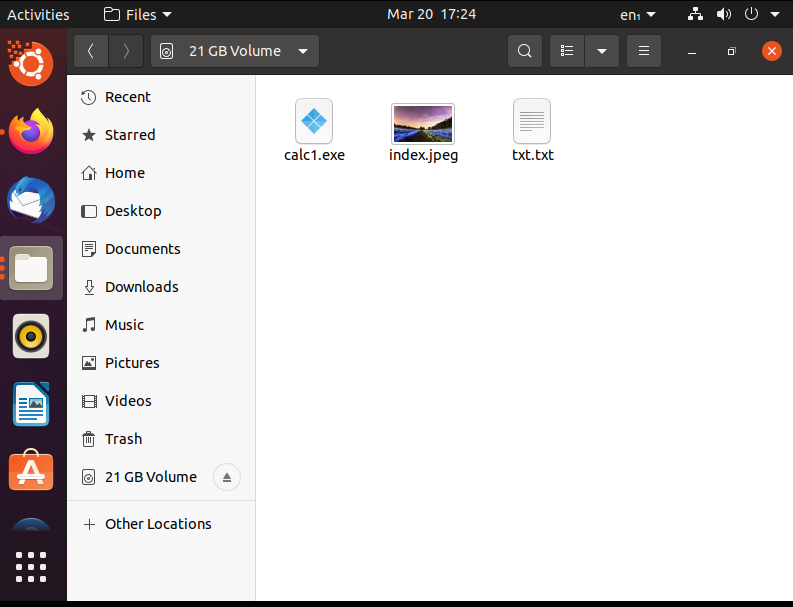 Activities Files Mar 20 17:24 en₁
21 GB Volume
Recent
Starred
Home
Desktop
Documents
Downloads
Music
Pictures
Videos
Trash
21 GB Volume
Other Locations
calc1.exe index.jpeg txt.txt